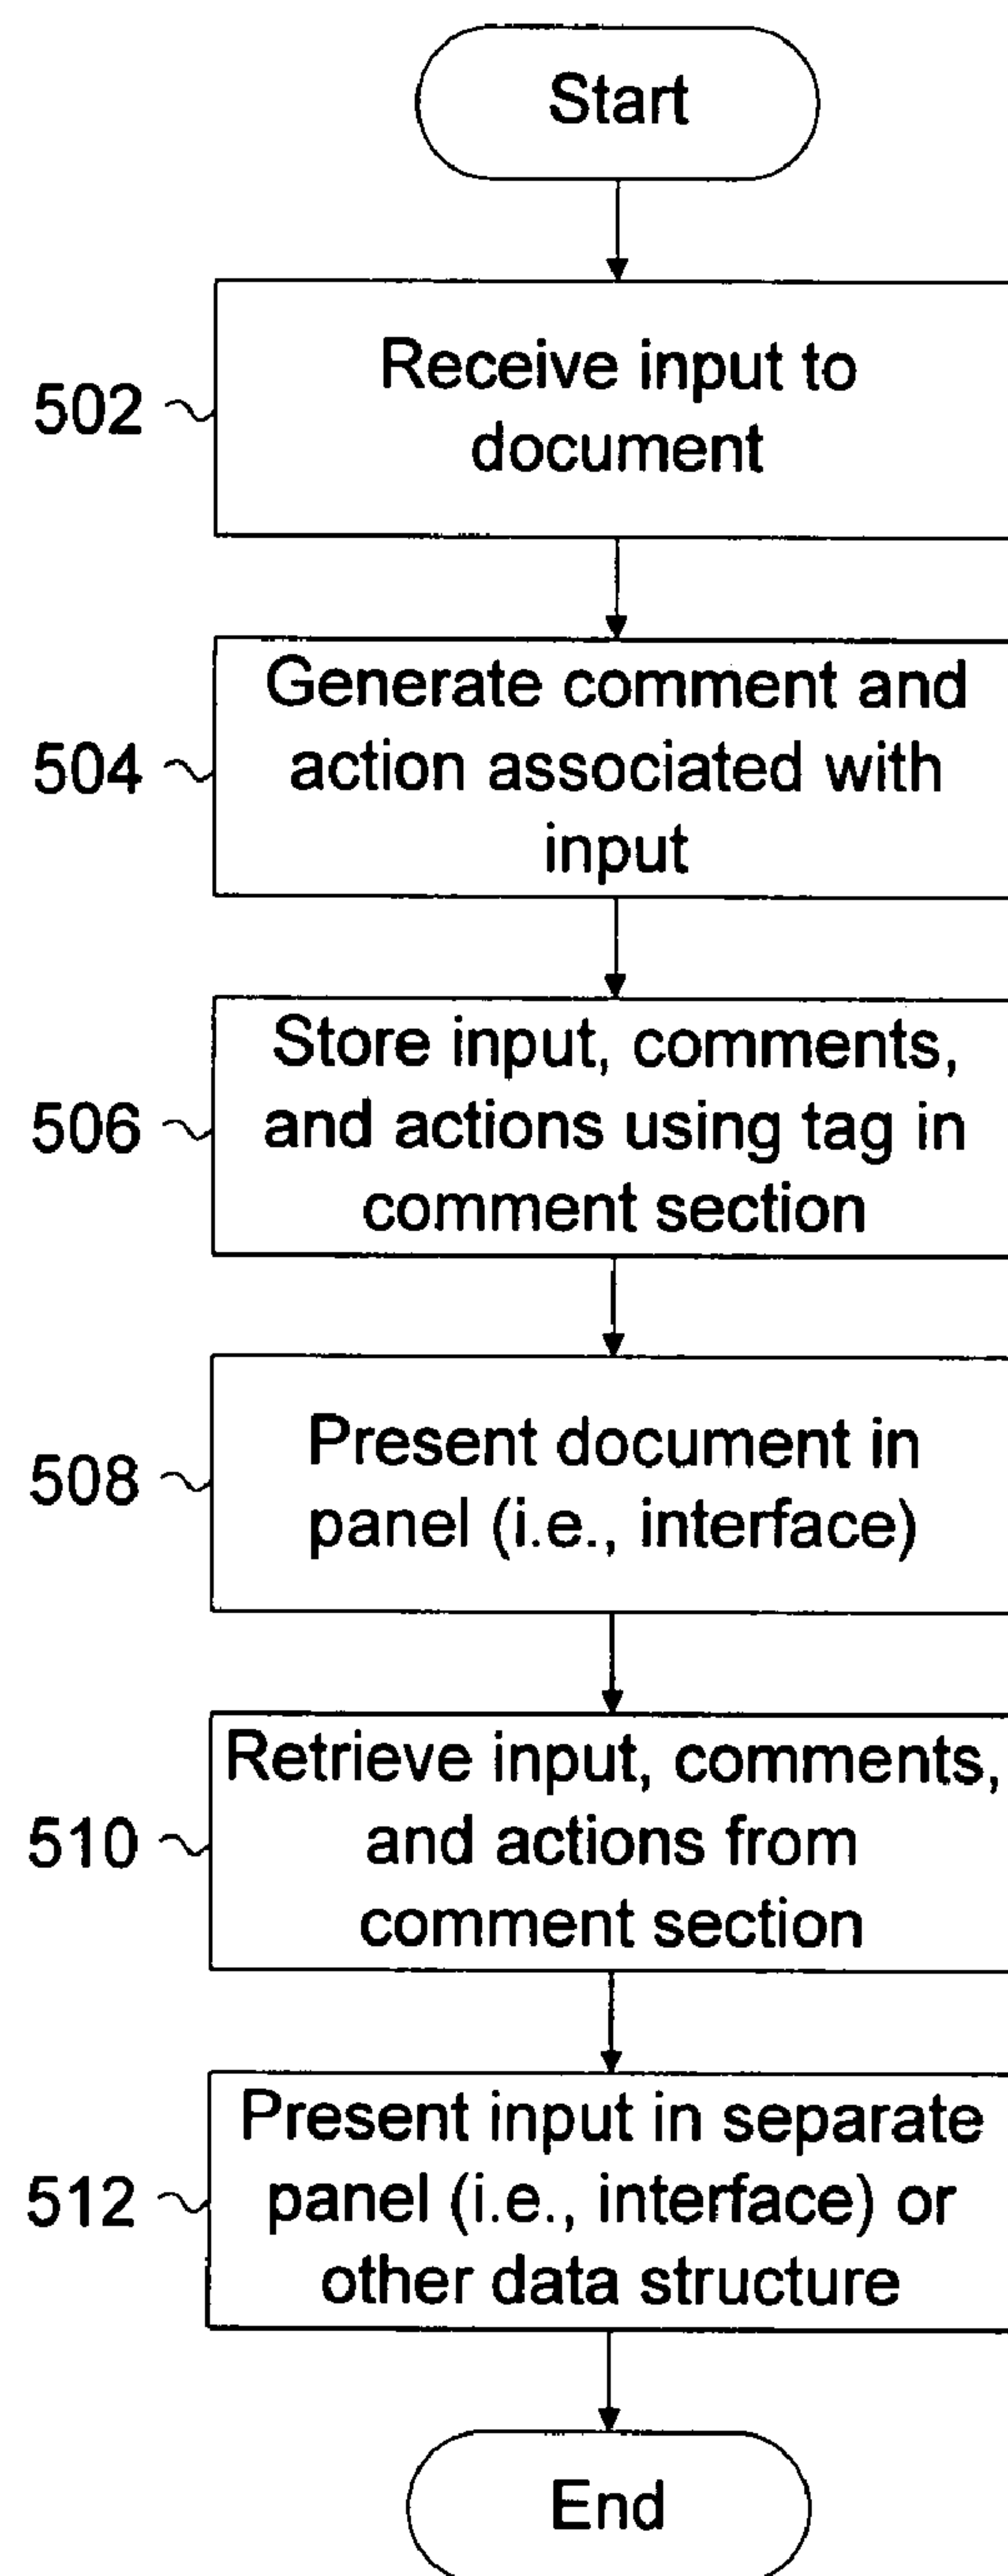 Start
Receive input to
document
502
Generate comment and
action associated with
input
504
Store input, comments,
and actions using tag in
comment section
506
Present document in
panel (i.e., interface)
508
Retrieve input, comments,
and actions from
comment section
510
Present input in separate
panel (i.e., interface) or
other data structure
512
End